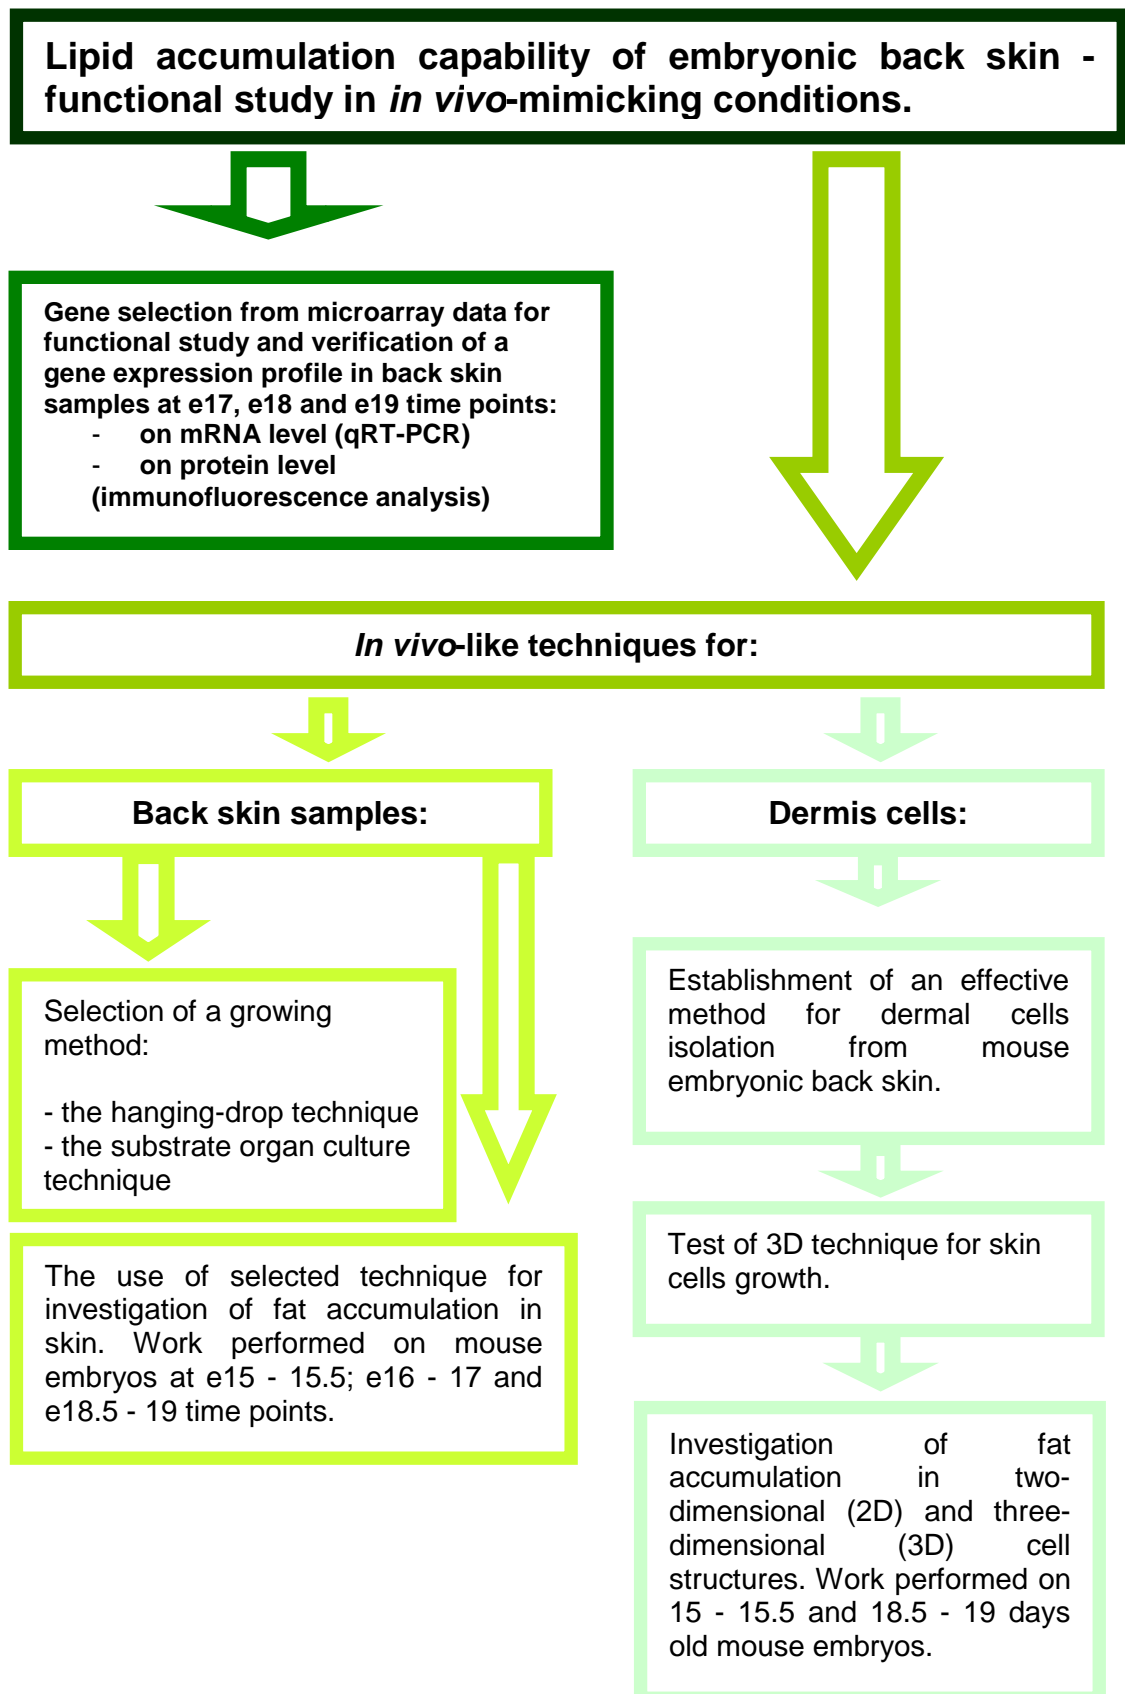 Lipid accumulation capability of embryonic back skin -
functional study in in vivo-mimicking conditions.
Gene selection from microarray data for
functional study and verification of a
gene expression profile in back skin
samples at e17, e18 and e19 time points:
- on mRNA level (qRT-PCR)
- on protein level
(immunofluorescence analysis)
In vivo-like techniques for:
Back skin samples:
Selection of a growing
method:
- the hanging-drop technique
- the substrate organ culture
technique
The use of selected technique for
investigation of fat accumulation in
skin. Work performed on mouse
embryos at e15 - 15.5; e16 - 17 and
e18.5 - 19 time points.
Dermis cells:
Establishment of an effective
method for dermal cells
isolation from mouse
embryonic back skin.
Test of 3D technique for skin
cells growth.
Investigation of fat
accumulation in two-
dimensional (2D) and three-
dimensional (3D) cell
structures. Work performed on
15 - 15.5 and 18.5 - 19 days
old mouse embryos.